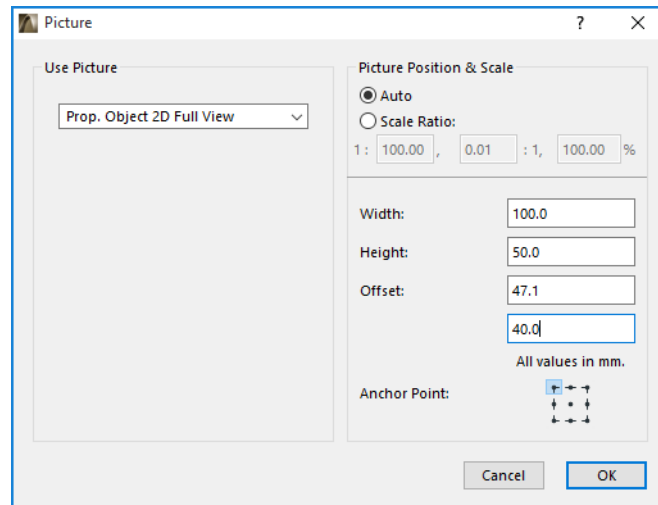 Picture
?
Use Picture
Prop. Object 2D Full View
Picture Position & Scale
Auto
Scale Ratio:
1 : 100.00 , 0.01 : 1, 100.00 %
Width: 100.0
Height: 50.0
Offset: 47.1
40.0
All values in mm.
Anchor Point:
Cancel OK